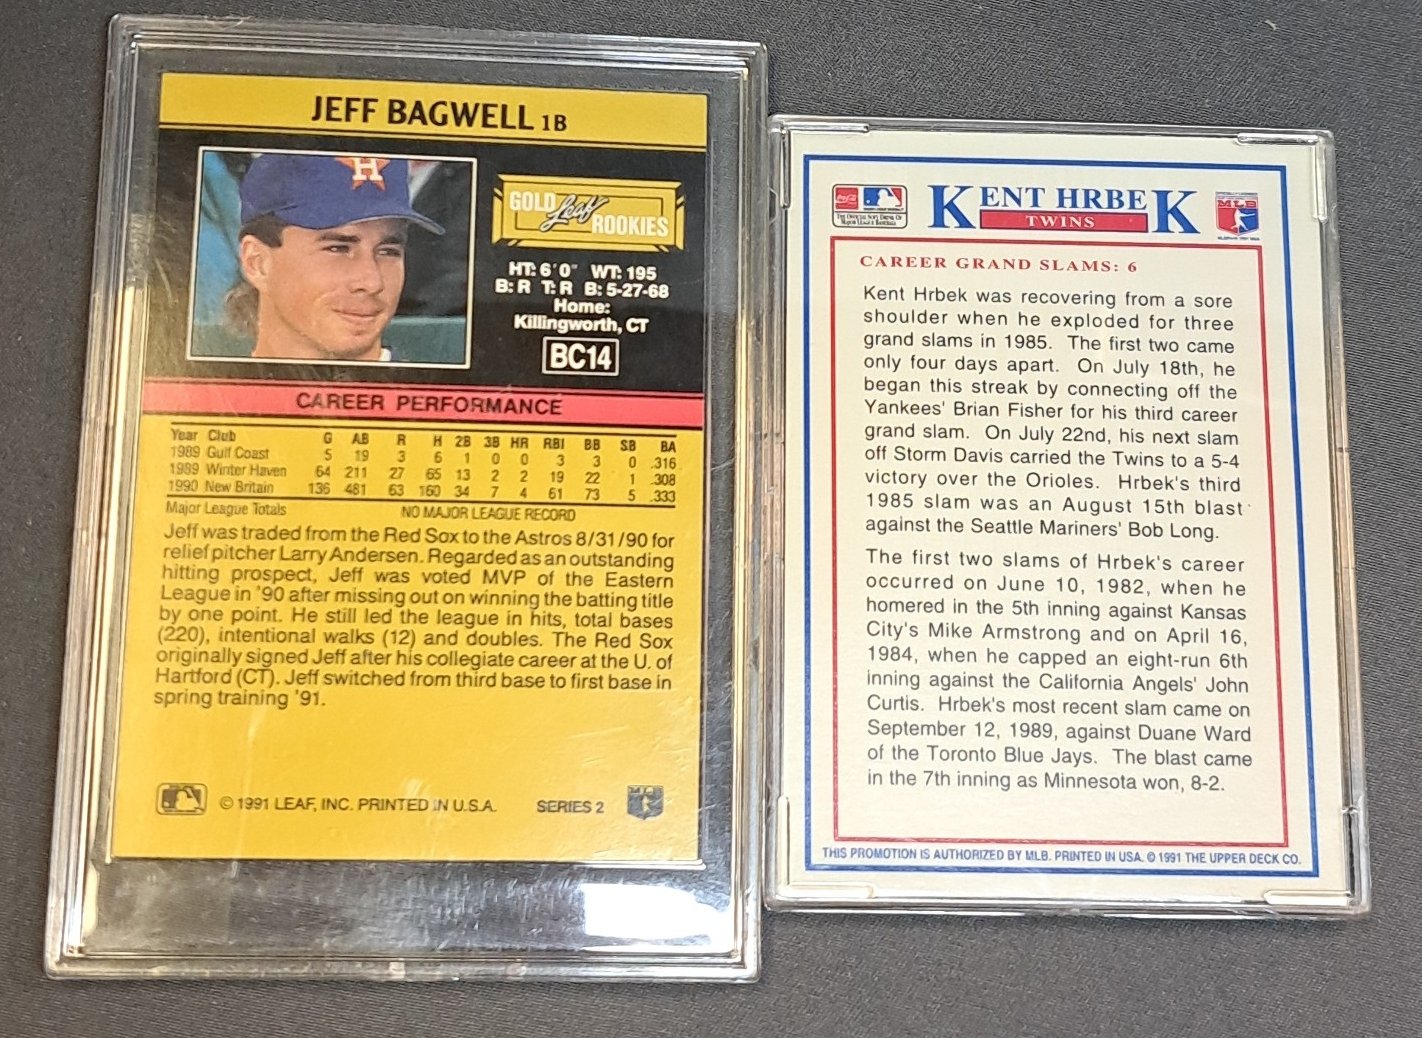 JEFF BAGWELL 1B
H
GOLD Leaf ROOKIES
HT: 6'0" WT: 195
B: R T: R B: 5-27-68
Home:
Killingworth, CT
BC14
CAREER PERFORMANCE
Year Club G AB R H 2B 3B HR RBI BB SB BA
1989 Gulf Coast 5 19 3 6 1 0 0 3 3 0 .316
1989 Winter Haven 64 211 27 65 13 2 2 19 22 1 .308
1990 New Britain 136 481 63 160 34 7 4 61 73 5 .333
Major League Totals NO MAJOR LEAGUE RECORD
Jeff was traded from the Red Sox to the Astros 8/31/90 for
relief pitcher Larry Andersen. Regarded as an outstanding
hitting prospect, Jeff was voted MVP of the Eastern
League in '90 after missing out on winning the batting title
by one point. He still led the league in hits, total bases
(220), intentional walks (12) and doubles. The Red Sox
originally signed Jeff after his collegiate career at the U. of
Hartford (CT). Jeff switched from third base to first base in
spring training '91.
© 1991 LEAF, INC. PRINTED IN U.S.A. SERIES 2
KENT HRBEK
TWINS
MLB
THE OFFICIAL SOFT DRINK OF
MAJOR LEAGUE BASEBALL
CAREER GRAND SLAMS: 6
Kent Hrbek was recovering from a sore
shoulder when he exploded for three
grand slams in 1985. The first two came
only four days apart. On July 18th, he
began this streak by connecting off the
Yankees' Brian Fisher for his third career
grand slam. On July 22nd, his next slam
off Storm Davis carried the Twins to a 5-4
victory over the Orioles. Hrbek's third
1985 slam was an August 15th blast
against the Seattle Mariners' Bob Long.
The first two slams of Hrbek's career
occurred on June 10, 1982, when he
homered in the 5th inning against Kansas
City's Mike Armstrong and on April 16,
1984, when he capped an eight-run 6th
inning against the California Angels' John
Curtis. Hrbek's most recent slam came on
September 12, 1989, against Duane Ward
of the Toronto Blue Jays. The blast came
in the 7th inning as Minnesota won, 8-2.
THIS PROMOTION IS AUTHORIZED BY MLB. PRINTED IN USA. © 1991 THE UPPER DECK CO.